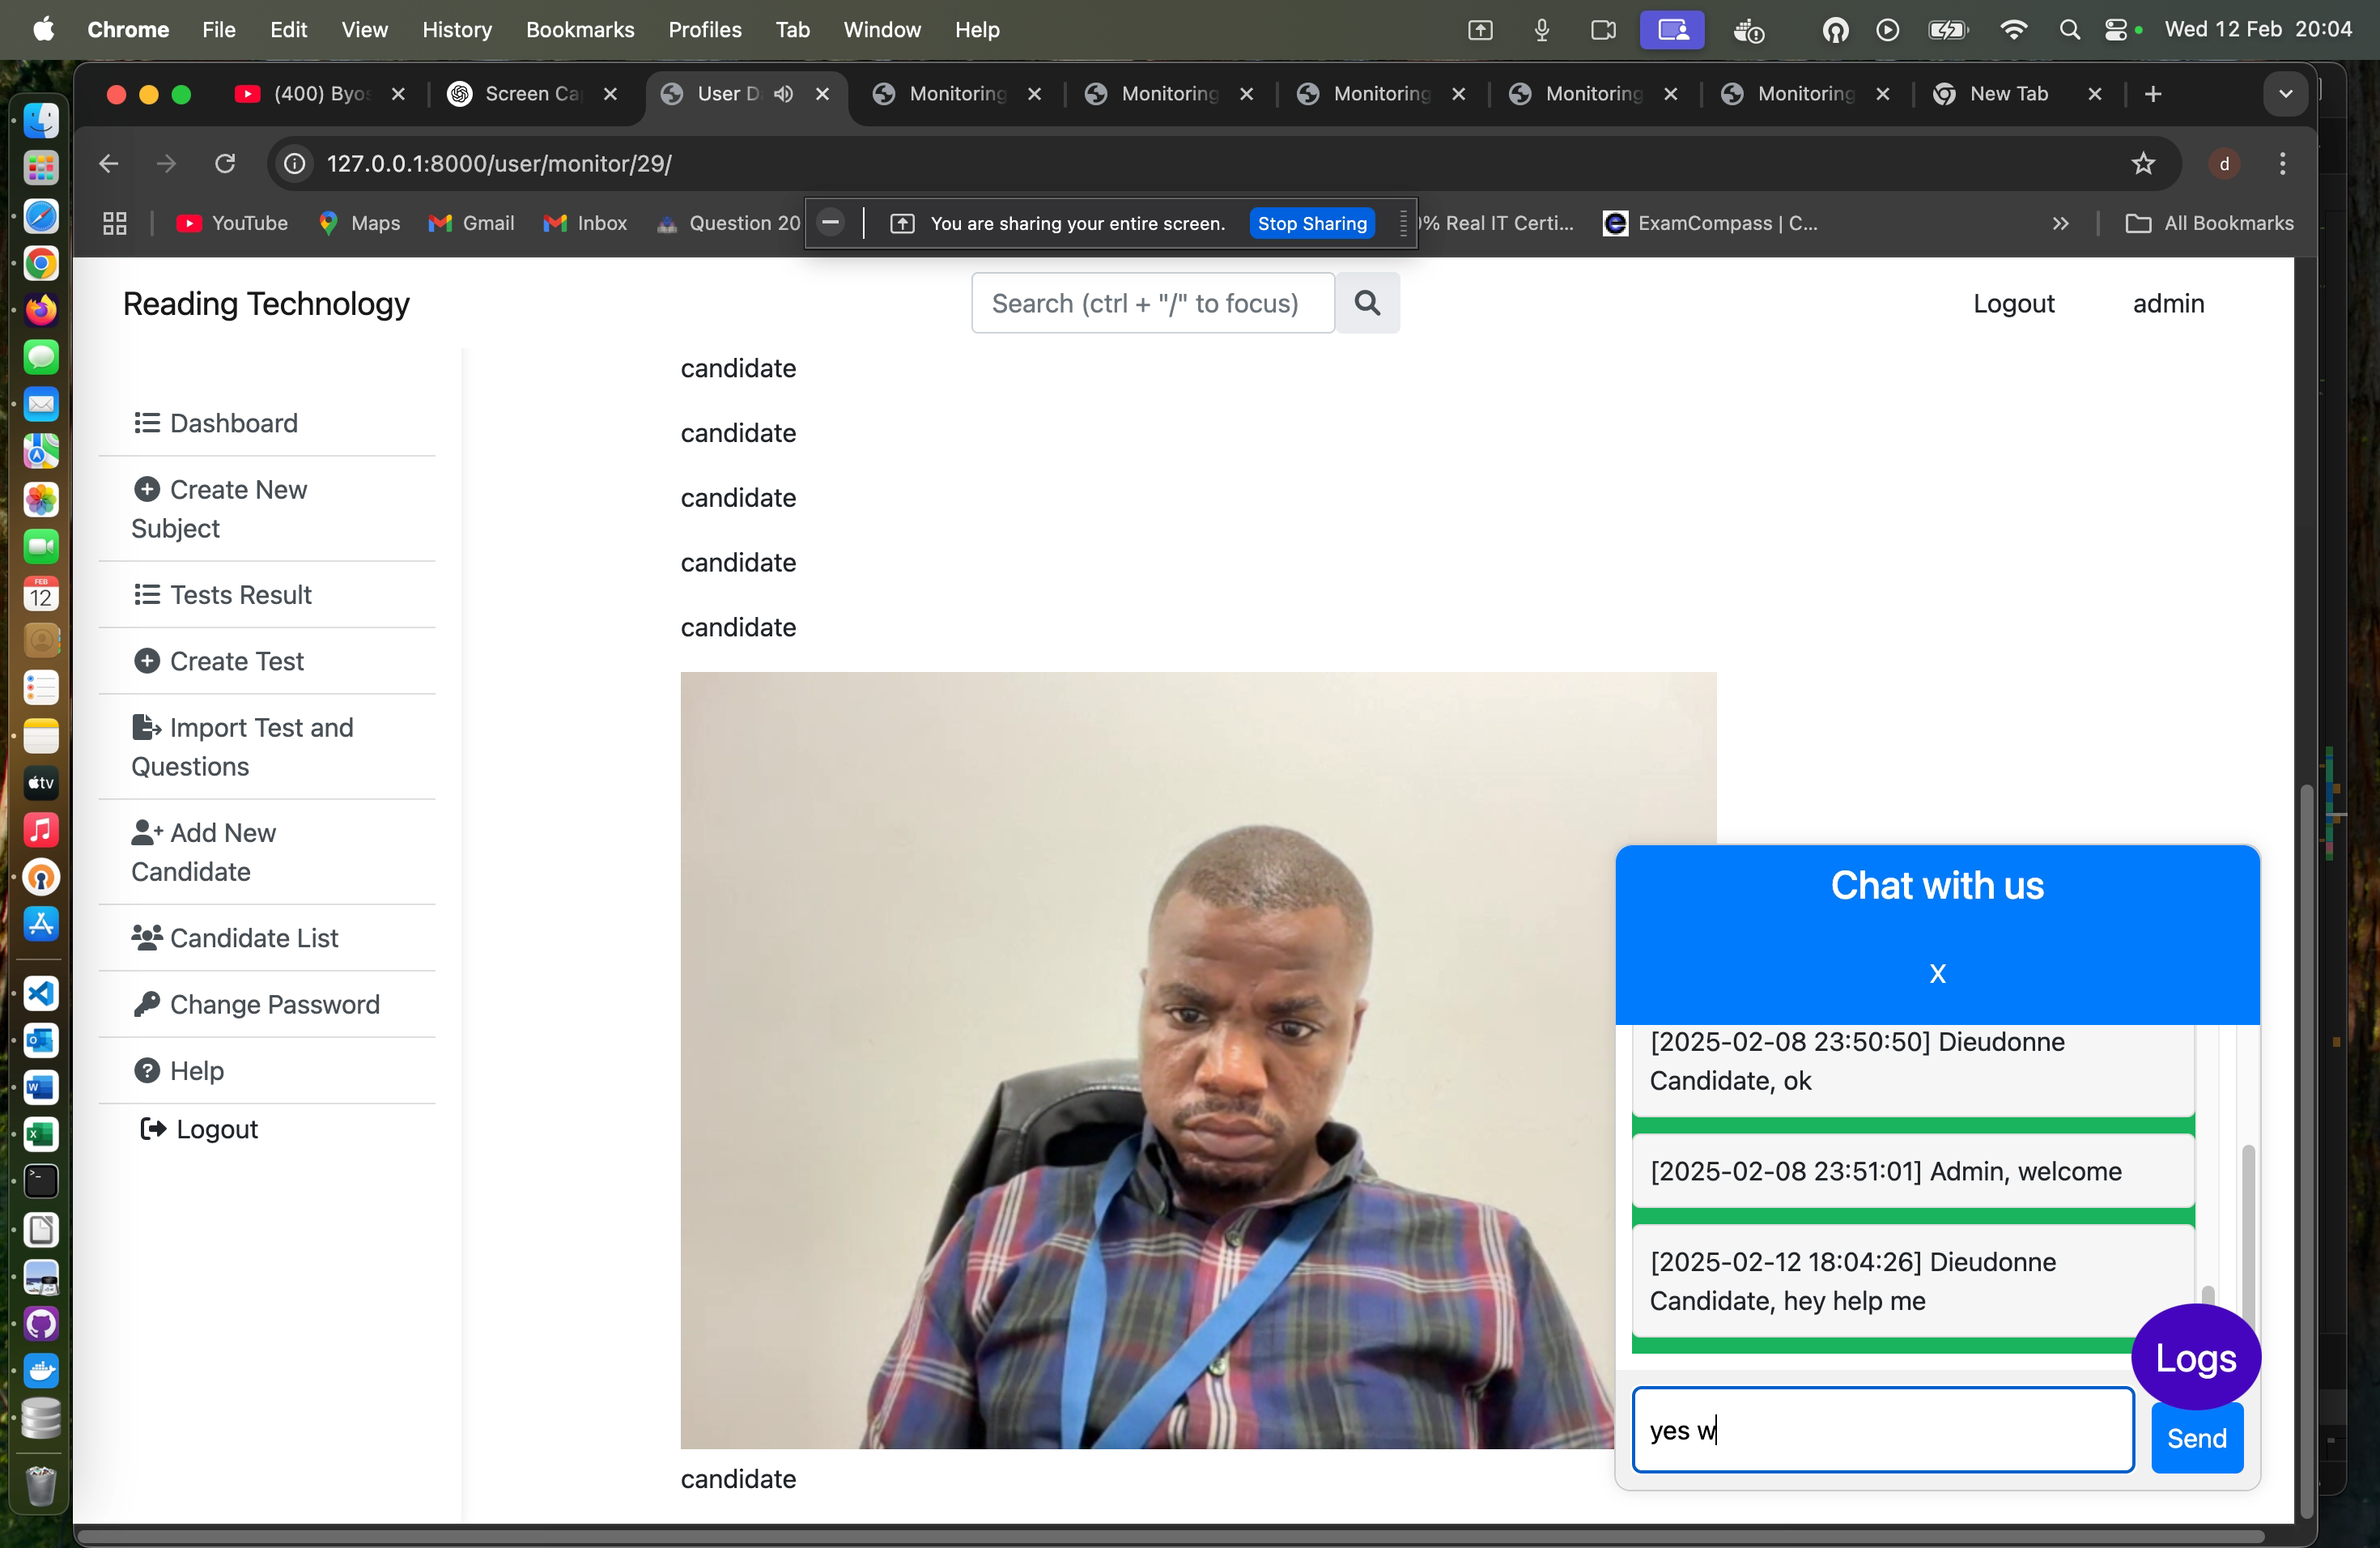 Chrome File Edit View History Bookmarks Profiles Tab Window Help Wed 12 Feb 20:04
(400) Byos Screen Ca User D Monitoring Monitoring Monitoring Monitoring Monitoring New Tab
127.0.0.1:8000/user/monitor/29/ d
YouTube Maps Gmail Inbox Question 20 You are sharing your entire screen. Stop Sharing % Real IT Certi... ExamCompass | C... All Bookmarks
Reading Technology
Search (ctrl + "/" to focus)
Logout admin
Dashboard
Create New
Subject
Tests Result
Create Test
Import Test and
Questions
Add New
Candidate
Candidate List
Change Password
Help
Logout
candidate
candidate
candidate
candidate
candidate
candidate
Chat with us
X
[2025-02-08 23:50:50] Dieudonne
Candidate, ok
[2025-02-08 23:51:01] Admin, welcome
[2025-02-12 18:04:26] Dieudonne
Candidate, hey help me
Logs
yes w
Send
FEB
12
tv